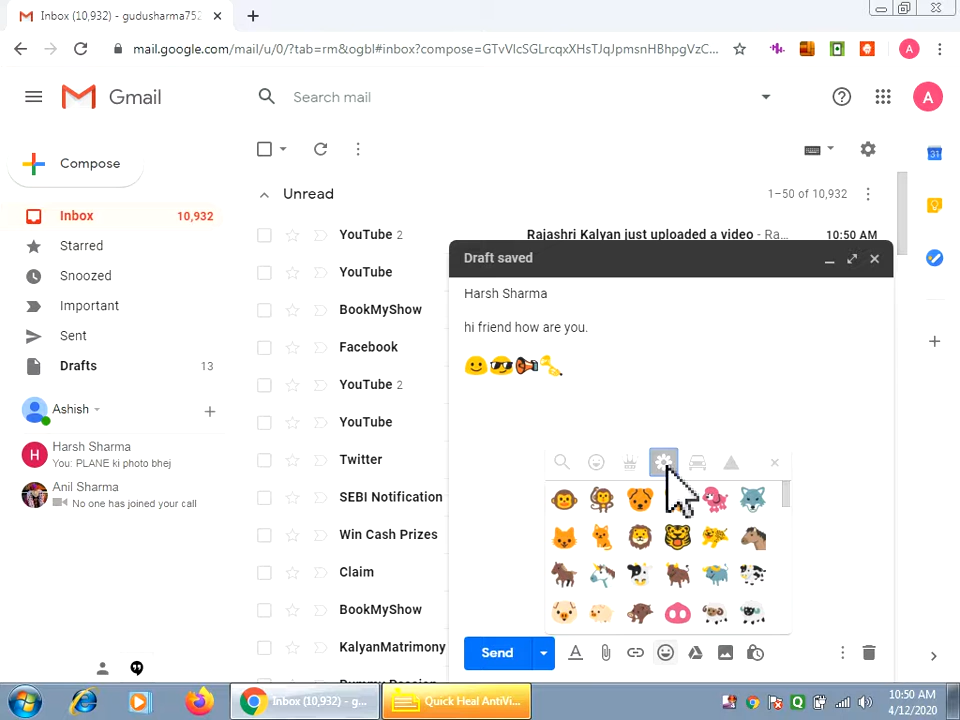 Inbox (10,932) - gudusharma752
mail.google.com/mail/u/0/?tab=rm&ogbl#inbox?compose=GTvVlcSGLrcqxXHsTJqJpmsnHBhpgVzC...
A
Gmail
Search mail
A
Compose
31
Unread
1–50 of 10,932
Inbox 10,932
YouTube 2 Rajashri Kalyan just uploaded a video - Ra... 10:50 AM
Starred
Draft saved
YouTube
Snoozed
Harsh Sharma
Important
BookMyShow
hi friend how are you.
Sent
Facebook
Drafts 13
YouTube 2
Ashish
YouTube
H
Harsh Sharma
You: PLANE ki photo bhej
Twitter
Anil Sharma
No one has joined your call
SEBI Notification
Win Cash Prizes
Claim
BookMyShow
KalyanMatrimony
Send
Rummy Passion
Inbox (10,932) - g...
Quick Heal AntiVi...
10:50 AM
4/12/2020